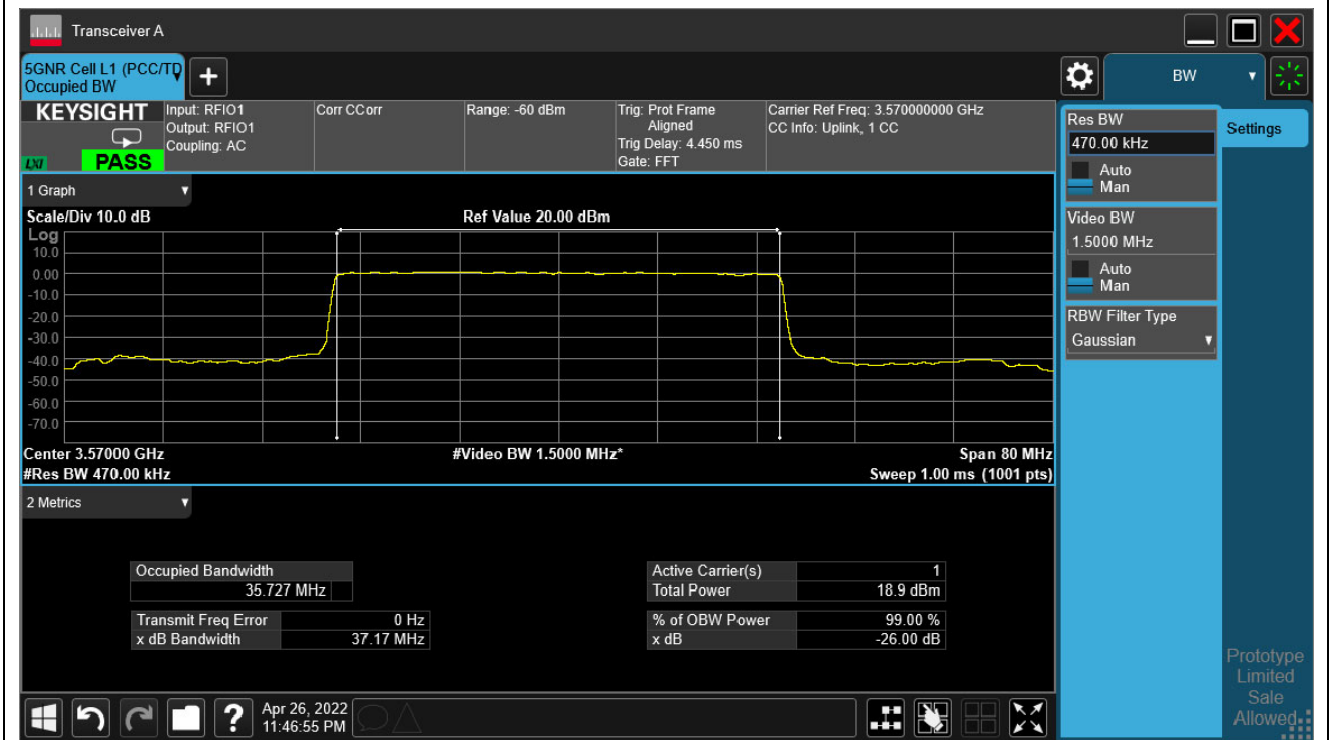 Transceiver A
5GNR Cell L1 (PCC/TD
Occupied BW
+
BW
KEYSIGHT
LXI
PASS
Input: RFIO1
Output: RFIO1
Coupling: AC
Corr CCorr
Range: -60 dBm
Trig: Prot Frame
Aligned
Trig Delay: 4.450 ms
Gate: FFT
Carrier Ref Freq: 3.570000000 GHz
CC Info: Uplink, 1 CC
1 Graph
Scale/Div 10.0 dB
Ref Value 20.00 dBm
Log
10.0
0.00
-10.0
-20.0
-30.0
-40.0
-50.0
-60.0
-70.0
Center 3.57000 GHz
#Video BW 1.5000 MHz*
Span 80 MHz
#Res BW 470.00 kHz
Sweep 1.00 ms (1001 pts)
2 Metrics
Occupied Bandwidth
35.727 MHz
Transmit Freq Error 0 Hz
x dB Bandwidth 37.17 MHz
Active Carrier(s) 1
Total Power 18.9 dBm
% of OBW Power 99.00 %
x dB -26.00 dB
Res BW
470.00 kHz
Auto
Man
Video BW
1.5000 MHz
Auto
Man
RBW Filter Type
Gaussian
Settings
Prototype
Limited
Sale
Allowed
?
Apr 26, 2022
11:46:55 PM